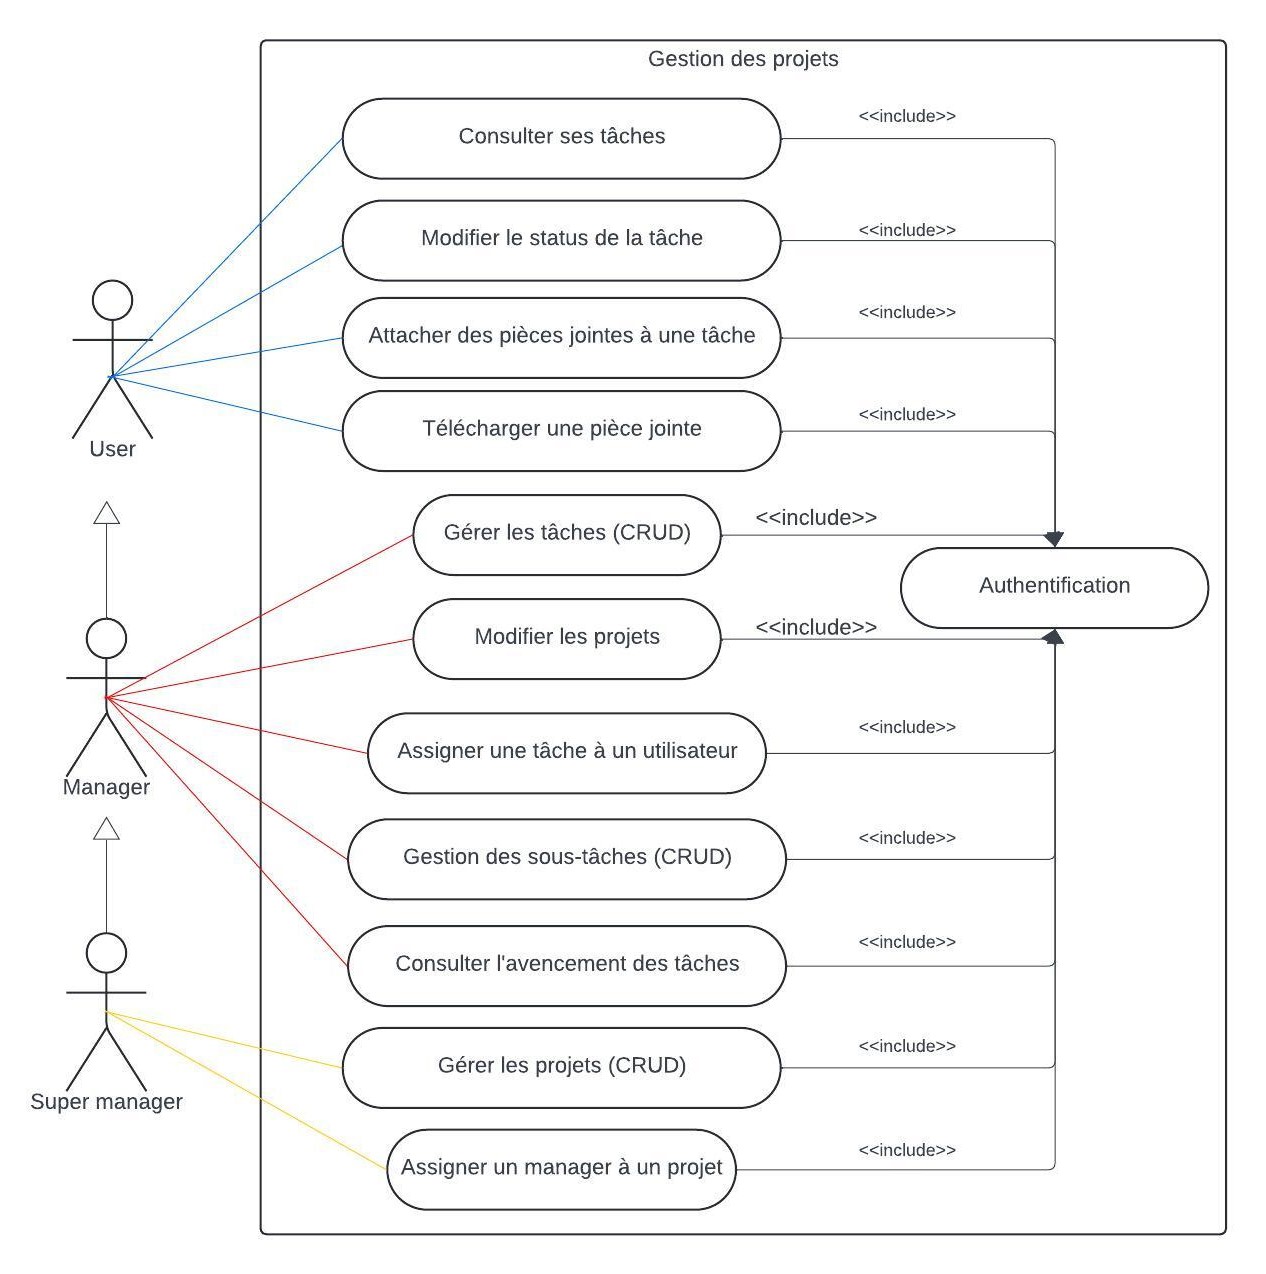 Gestion des projets
Consulter ses tâches
<<include>>
Modifier le status de la tâche
<<include>>
Attacher des pièces jointes à une tâche
<<include>>
Télécharger une pièce jointe
<<include>>
User
Gérer les tâches (CRUD)
<<include>>
Authentification
Modifier les projets
<<include>>
Assigner une tâche à un utilisateur
<<include>>
Manager
Gestion des sous-tâches (CRUD)
<<include>>
Consulter l'avencement des tâches
<<include>>
Gérer les projets (CRUD)
<<include>>
Super manager
Assigner un manager à un projet
<<include>>